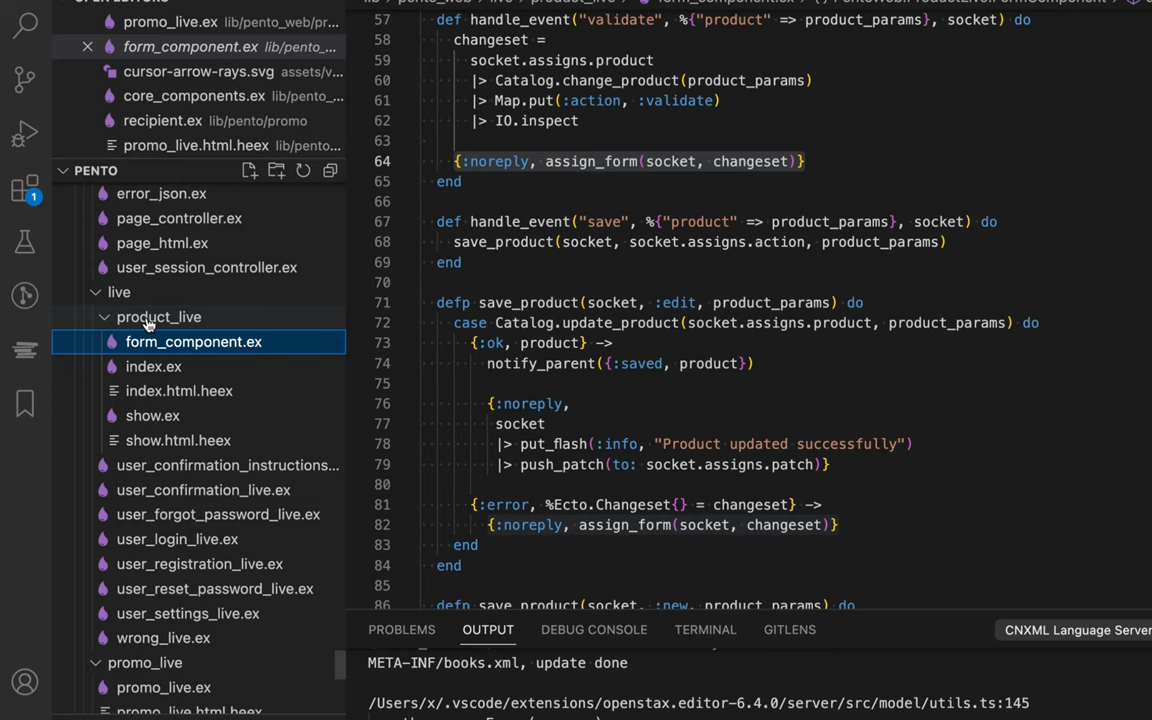 OPEN EDITORS
promo_live.ex lib/pento_web/pr...
form_component.ex lib/pento_...
cursor-arrow-rays.svg assets/v...
core_components.ex lib/pento_...
recipient.ex lib/pento/promo
promo_live.html.heex lib/pento...
PENTO
error_json.ex
page_controller.ex
page_html.ex
user_session_controller.ex
live
product_live
form_component.ex
index.ex
index.html.heex
show.ex
show.html.heex
user_confirmation_instructions...
user_confirmation_live.ex
user_forgot_password_live.ex
user_login_live.ex
user_registration_live.ex
user_reset_password_live.ex
user_settings_live.ex
wrong_live.ex
promo_live
promo_live.ex
promo_live.html.heex
1
57 def handle_event("validate", %{"product" => product_params}, socket) do
58 changeset =
59 socket.assigns.product
60 |> Catalog.change_product(product_params)
61 |> Map.put(:action, :validate)
62 |> IO.inspect
63
64 {:noreply, assign_form(socket, changeset)}
65 end
66
67 def handle_event("save", %{"product" => product_params}, socket) do
68 save_product(socket, socket.assigns.action, product_params)
69 end
70
71 defp save_product(socket, :edit, product_params) do
72 case Catalog.update_product(socket.assigns.product, product_params) do
73 {:ok, product} ->
74 notify_parent({:saved, product})
75
76 {:noreply,
77 socket
78 |> put_flash(:info, "Product updated successfully")
79 |> push_patch(to: socket.assigns.patch)}
80
81 {:error, %Ecto.Changeset{} = changeset} ->
82 {:noreply, assign_form(socket, changeset)}
83 end
84 end
85
86 defp save_product(socket, :new, product_params) do
PROBLEMS OUTPUT DEBUG CONSOLE TERMINAL GITLENS CNXML Language Server
META-INF/books.xml, update done
/Users/x/.vscode/extensions/openstax.editor-6.4.0/server/src/model/utils.ts:145